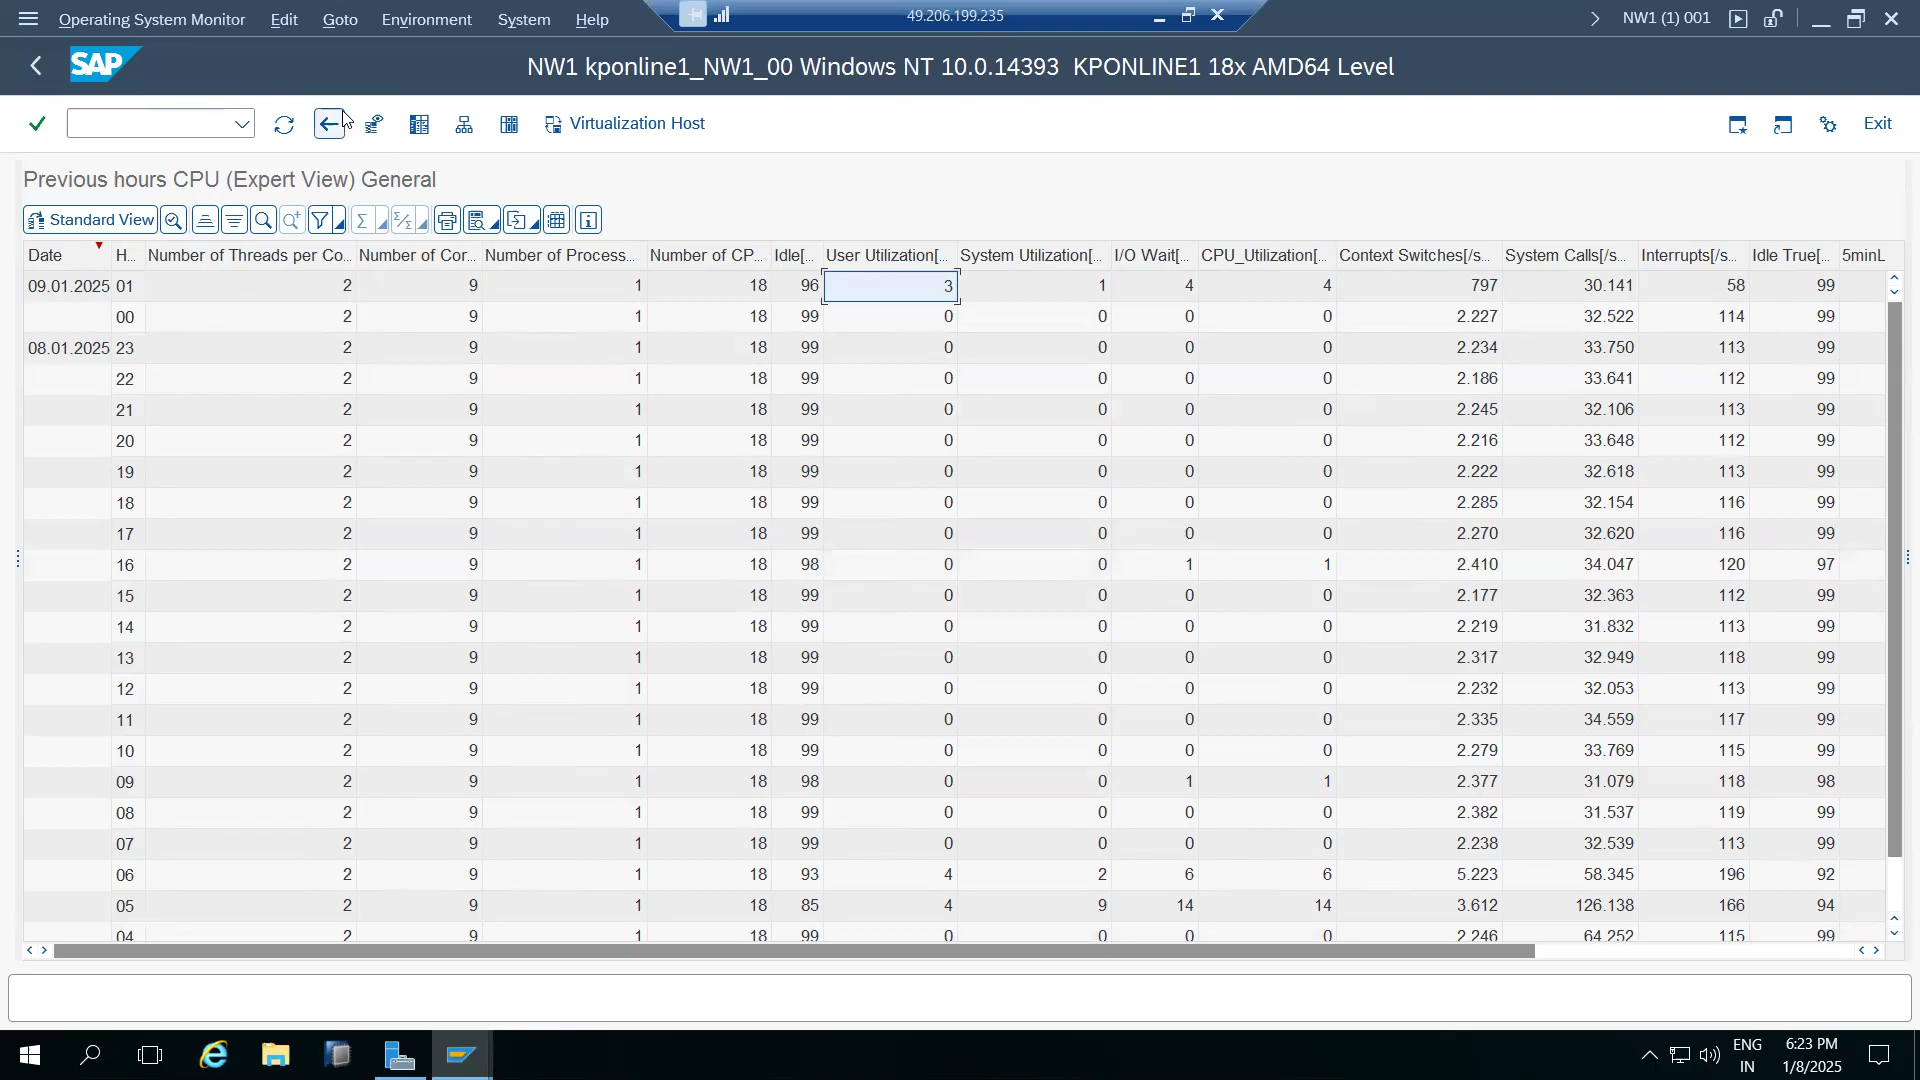 Operating System Monitor Edit Goto Environment System Help 49.206.199.235 NW1 (1) 001
SAP NW1 kponline1_NW1_00 Windows NT 10.0.14393 KPONLINE1 18x AMD64 Level
Virtualization Host Exit
Previous hours CPU (Expert View) General
Standard View
Date H... Number of Threads per Co... Number of Cor... Number of Process... Number of CP... Idle[... User Utilization[... System Utilization[... I/O Wait[... CPU_Utilization[... Context Switches[/s... System Calls[/s... Interrupts[/s... Idle True[... 5minL
09.01.2025 01 2 9 1 18 96 3 1 4 4 797 30.141 58 99
00 2 9 1 18 99 0 0 0 0 2.227 32.522 114 99
08.01.2025 23 2 9 1 18 99 0 0 0 0 2.234 33.750 113 99
22 2 9 1 18 99 0 0 0 0 2.186 33.641 112 99
21 2 9 1 18 99 0 0 0 0 2.245 32.106 113 99
20 2 9 1 18 99 0 0 0 0 2.216 33.648 112 99
19 2 9 1 18 99 0 0 0 0 2.222 32.618 113 99
18 2 9 1 18 99 0 0 0 0 2.285 32.154 116 99
17 2 9 1 18 99 0 0 0 0 2.270 32.620 116 99
16 2 9 1 18 98 0 0 1 1 2.410 34.047 120 97
15 2 9 1 18 99 0 0 0 0 2.177 32.363 112 99
14 2 9 1 18 99 0 0 0 0 2.219 31.832 113 99
13 2 9 1 18 99 0 0 0 0 2.317 32.949 118 99
12 2 9 1 18 99 0 0 0 0 2.232 32.053 113 99
11 2 9 1 18 99 0 0 0 0 2.335 34.559 117 99
10 2 9 1 18 99 0 0 0 0 2.279 33.769 115 99
09 2 9 1 18 98 0 0 1 1 2.377 31.079 118 98
08 2 9 1 18 99 0 0 0 0 2.382 31.537 119 99
07 2 9 1 18 99 0 0 0 0 2.238 32.539 113 99
06 2 9 1 18 93 4 2 6 6 5.223 58.345 196 92
05 2 9 1 18 85 4 9 14 14 3.612 126.138 166 94
04 2 9 1 18 99 0 0 0 0 2.246 64.252 115 99
ENG 6:23 PM
IN 1/8/2025